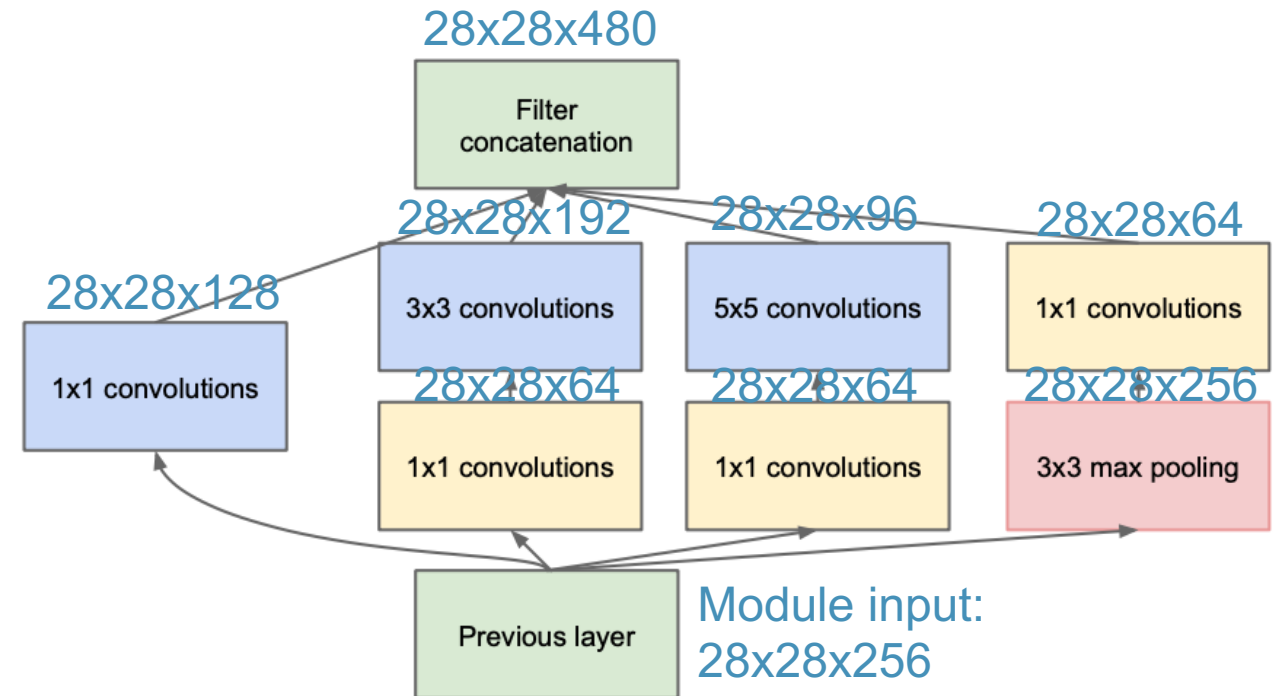 28x28x480
Filter
concatenation
28x28x192
28x28x96
28x28x64
28x28x128
3x3 convolutions
5x5 convolutions
1x1 convolutions
1x1 convolutions
28x28x64
28x28x64
28x28x256
1x1 convolutions
1x1 convolutions
3x3 max pooling
Previous layer
Module input:
28x28x256